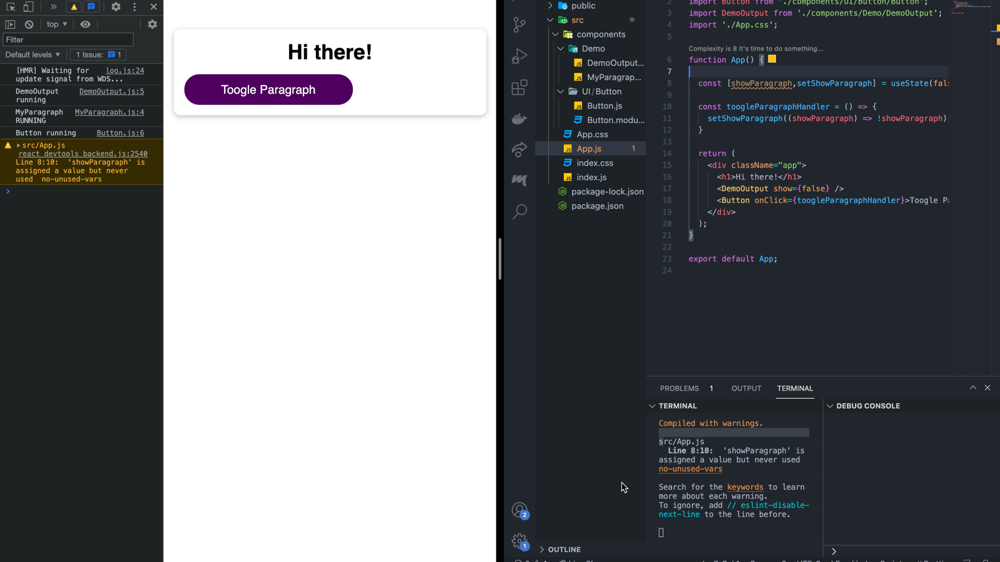 top
Filter
Default levels
1 Issue:
1
[HMR] Waiting for update signal from WDS...
log.js:24
DemoOutput running
DemoOutput.js:5
MyParagraph RUNNING
MyParagraph.js:4
Button running
Button.js:6
src/App.js
react_devtools_backend.js:2540
Line 8:10:  'showParagraph' is
assigned a value but never
used  no-unused-vars
Hi there!
Toogle Paragraph
public
src
components
Demo
DemoOutput...
MyParagrap...
UI/Button
Button.js
Button.modu...
App.css
App.js 1
index.css
index.js
package-lock.json
package.json
OUTLINE
2
1
2 import Button from './components/UI/Button/Button';
3 import DemoOutput from './components/Demo/DemoOutput';
4 import './App.css';
5
Complexity is 8 It's time to do something...
6 function App() {
7
8 const [showParagraph,setShowParagraph] = useState(fals
9
10 const toogleParagraphHandler = () => {
11 setShowParagraph((showParagraph) => !showParagraph)
12 }
13
14 return (
15 <div className="app">
16 <h1>Hi there!</h1>
17 <DemoOutput show={false} />
18 <Button onClick={toogleParagraphHandler}>Toogle Pa
19 </div>
20 );
21 }
22
23 export default App;
24
PROBLEMS 1 OUTPUT TERMINAL
TERMINAL
Compiled with warnings.
src/App.js
Line 8:10:  'showParagraph' is
assigned a value but never used
no-unused-vars
Search for the keywords to learn
more about each warning.
To ignore, add // eslint-disable-
next-line to the line before.
DEBUG CONSOLE